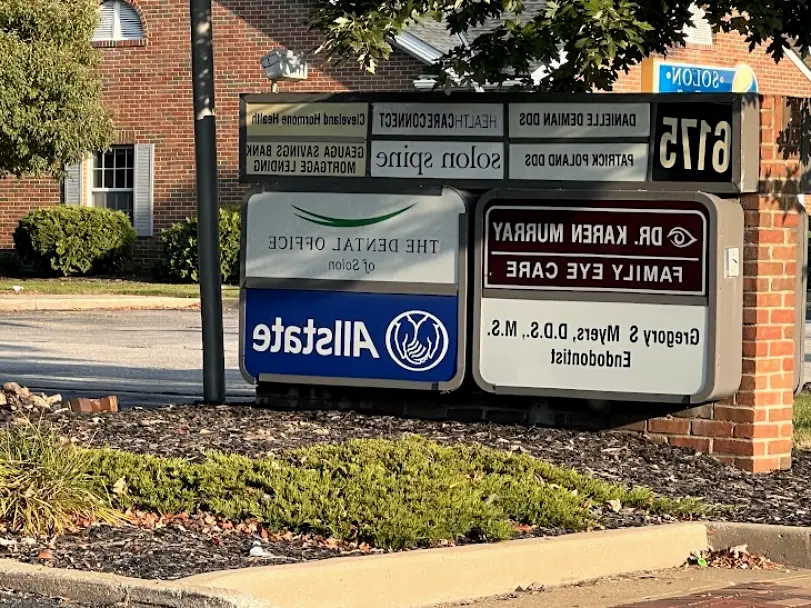 SOLON
6175
DANIELLE DEMIAN DDS
HEALTHCARECONNECT
Cleveland Hormone Health
PATRICK POLAND DDS
solon spine
GEAUGA SAVINGS BANK
MORTGAGE LENDING
DR. KAREN MURRAY
FAMILY EYE CARE
THE DENTAL OFFICE
of Solon
Gregory S Myers, D.D.S., M.S.
Endodontist
Allstate